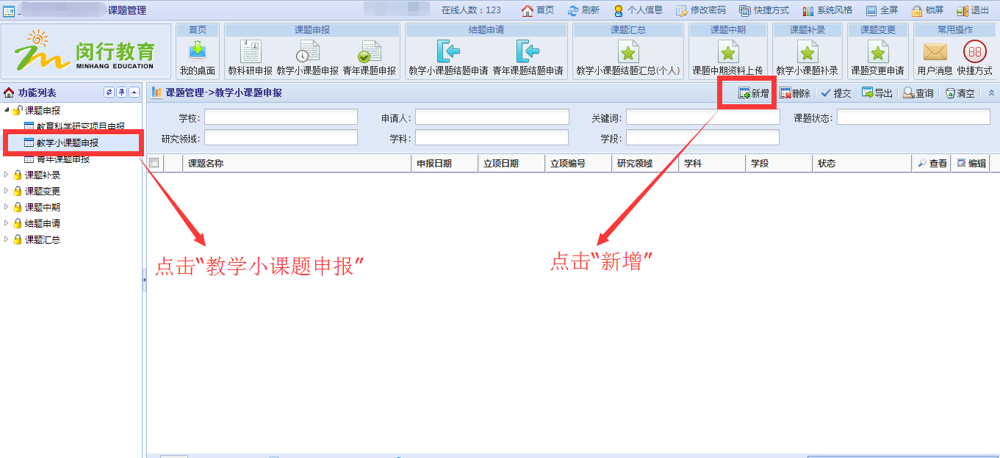 课题管理
在线人数：123 首页 刷新 个人信息 修改密码 快捷方式 系统风格 全屏 锁屏 退出
闵行教育
MINHANG EDUCATION
首页 课题申报 结题申请 课题汇总 课题中期 课题补录 课题变更 常用操作
88
我的桌面 教科研申报 教学小课题申报 青年课题申报 教学小课题结题申请 青年课题结题申请 教学小课题结题汇总(个人) 课题中期资料上传 教学小课题补录 课题变更申请 用户消息 快捷方式
功能列表
课题申报
教育科学研究项目申报
教学小课题申报
青年课题申报
课题补录
课题变更
课题中期
结题申请
课题汇总
课题管理->教学小课题申报
新增 删除 提交 导出 查询 清空
学校: 申请人: 关键词: 课题状态:
研究领域: 学科: 学段:
课题名称 申报日期 立项日期 立项编号 研究领域 学科 学段 状态 查看 编辑
点击“教学小课题申报”
点击“新增”